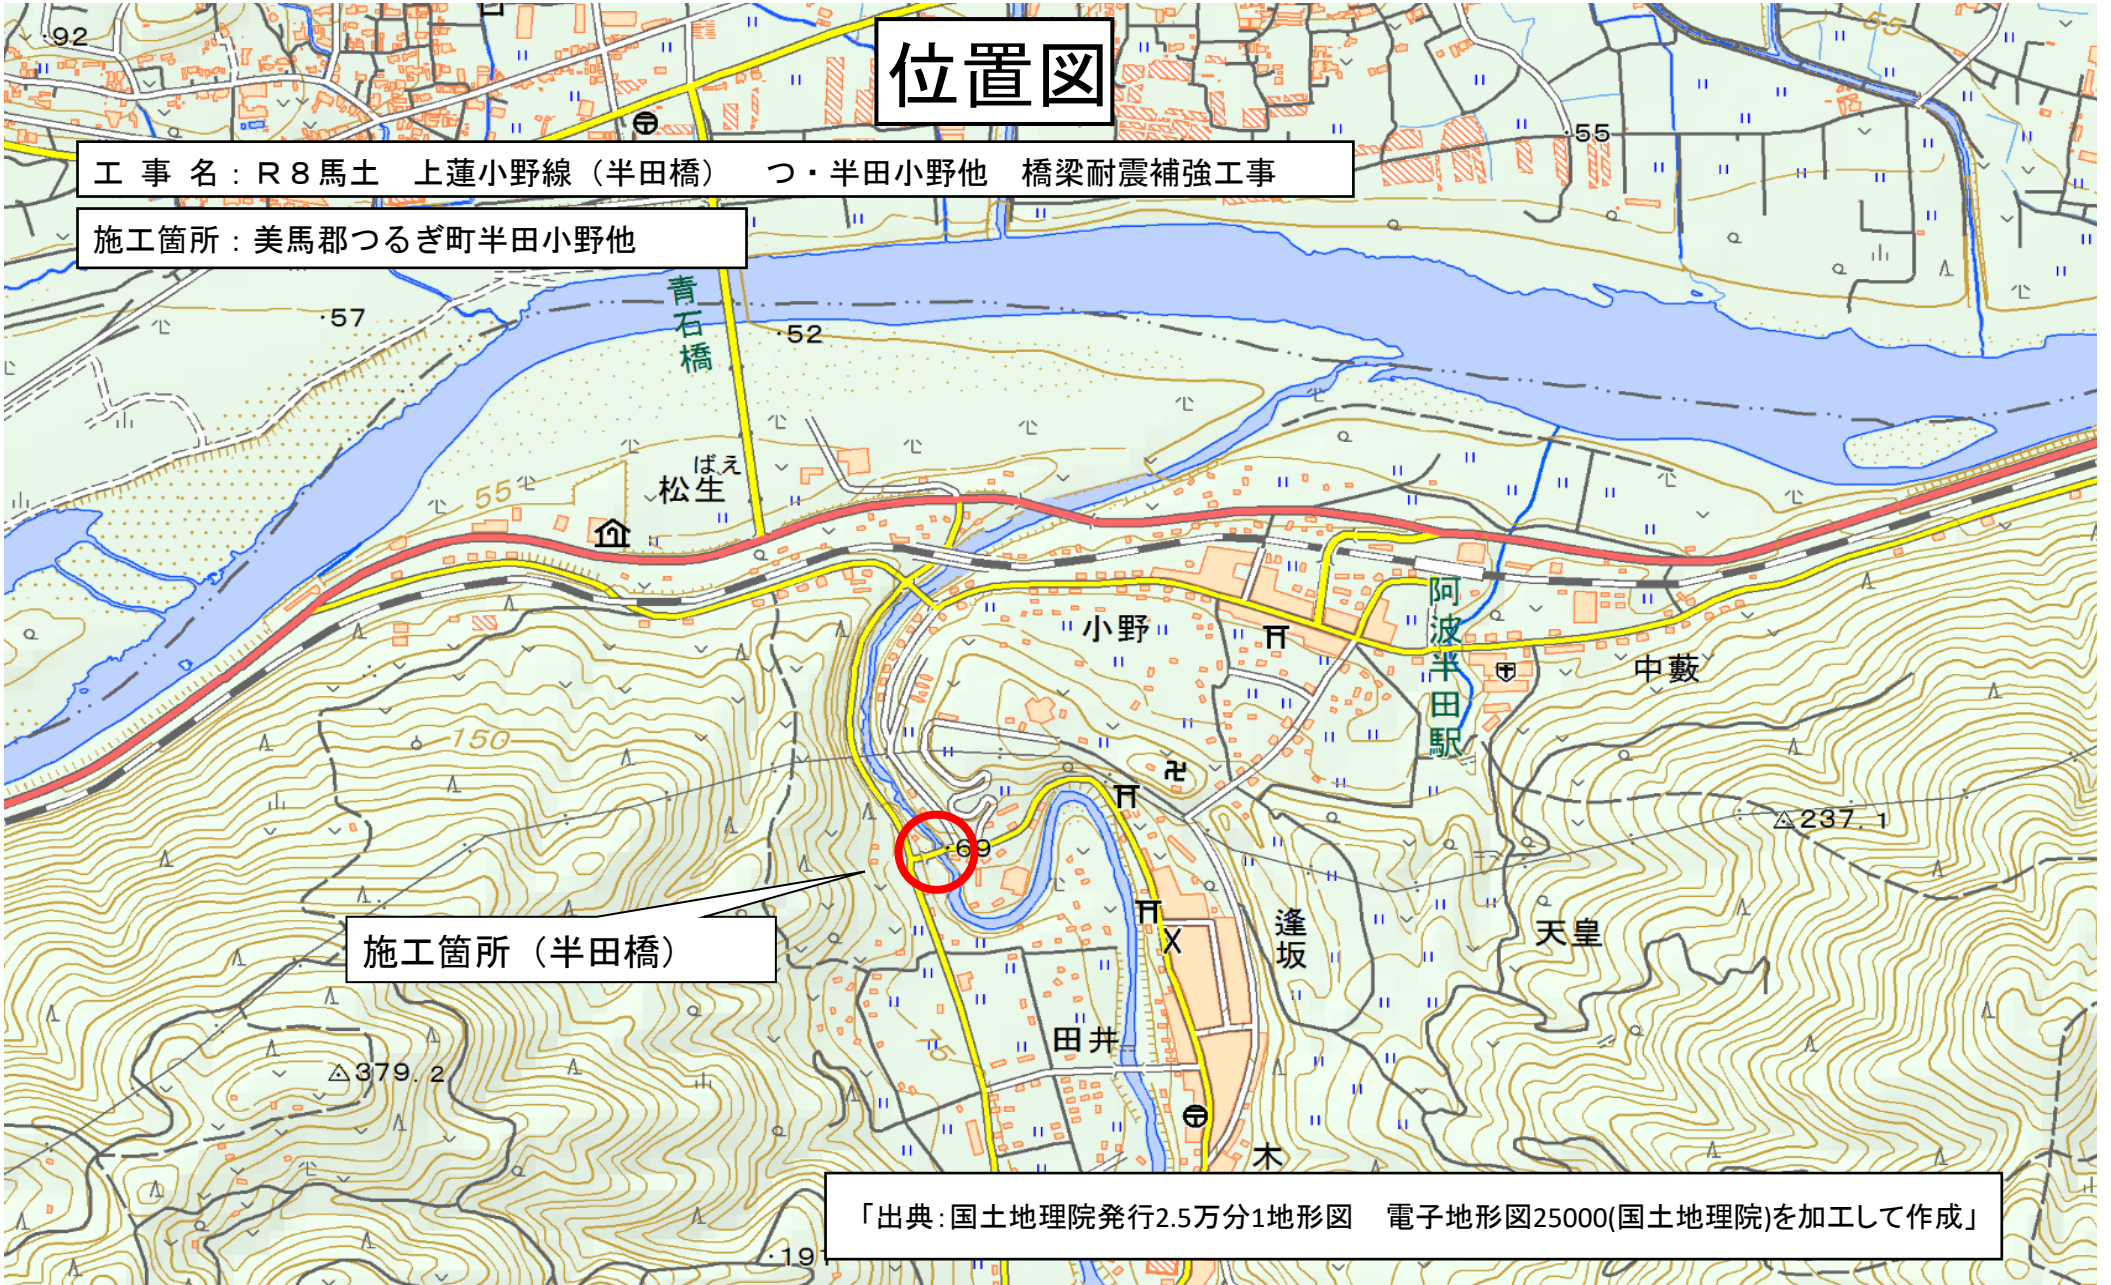 位置図
工 事 名：Ｒ８馬土　上蓮小野線（半田橋）　つ・半田小野他　橋梁耐震補強工事
施工箇所：美馬郡つるぎ町半田小野他
・92
65
・55
・57
青石橋
・52
55
ばえ
松生
小野
阿波半田駅
中藪
150
237.1
・69
施工箇所（半田橋）
逢坂
天皇
田井
75
379.2
木
「出典：国土地理院発行2.5万分1地形図　電子地形図25000(国土地理院)を加工して作成」
・191